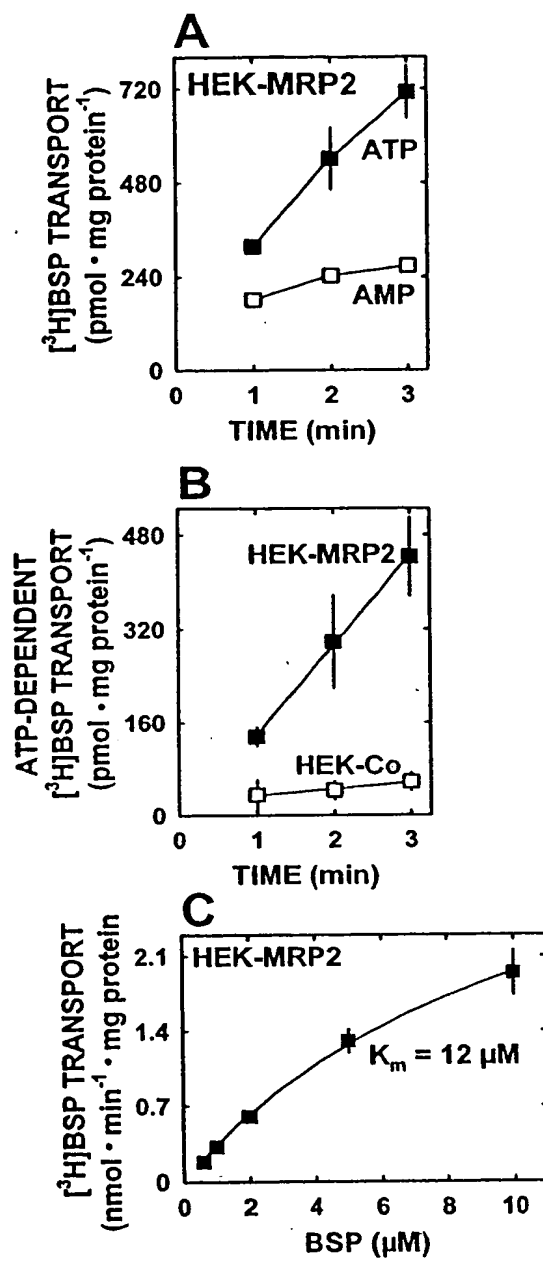 A
HEK-MRP2
[³H]BSP TRANSPORT
(pmol • mg protein⁻¹)
720
480
240
0
ATP
AMP
0 1 2 3
TIME (min)
B
ATP-DEPENDENT
[³H]BSP TRANSPORT
(pmol • mg protein⁻¹)
480
320
160
0
HEK-MRP2
HEK-Co
0 1 2 3
TIME (min)
C
HEK-MRP2
[³H]BSP TRANSPORT
(nmol • min⁻¹ • mg protein
2.1
1.4
0.7
0
Kₘ = 12 µM
0 2 4 6 8 10
BSP (µM)